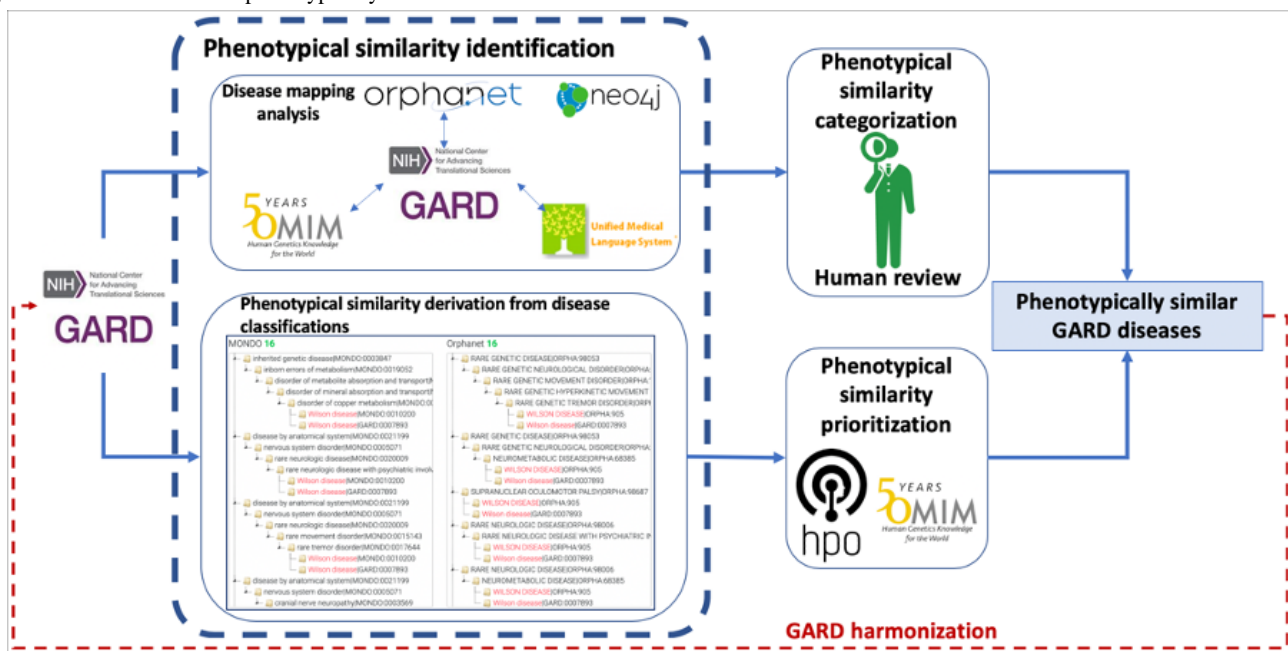 Phenotypical similarity identification
Disease mapping
analysis
orphanet
neo4j
NIH
National Center
for Advancing
Translational Sciences
GARD
50 YEARS
OMIM
Human Genetics Knowledge
for the World
Unified Medical
Language System
Phenotypical similarity derivation from disease
classifications
MONDO 16
inherited genetic disease|MONDO:0003847
inborn errors of metabolism|MONDO:0019052
disorder of metabolite absorption and transport|
disorder of mineral absorption and transport|
disorder of copper metabolism|MONDO:00
Wilson disease|MONDO:0010200
Wilson disease|GARD:0007893
disease by anatomical system|MONDO:0021199
nervous system disorder|MONDO:0005071
rare neurologic disease|MONDO:0020009
rare neurologic disease with psychiatric involv
Wilson disease|MONDO:0010200
Wilson disease|GARD:0007893
disease by anatomical system|MONDO:0021199
nervous system disorder|MONDO:0005071
rare neurologic disease|MONDO:0020009
rare movement disorder|MONDO:0015143
rare tremor disorder|MONDO:0017644
Wilson disease|MONDO:0010200
Wilson disease|GARD:0007893
disease by anatomical system|MONDO:0021199
nervous system disorder|MONDO:0005071
cranial nerve neuropathy|MONDO:0003569
Orphanet 16
RARE GENETIC DISEASE|ORPHA:98053
RARE GENETIC NEUROLOGICAL DISORDER|ORPHA:
RARE GENETIC MOVEMENT DISORDER|ORPHA:
RARE GENETIC HYPERKINETIC MOVEMENT
RARE GENETIC TREMOR DISORDER|ORP
WILSON DISEASE|ORPHA:905
Wilson disease|GARD:0007893
RARE GENETIC DISEASE|ORPHA:98053
RARE GENETIC NEUROLOGICAL DISORDER|ORPHA:
NEUROMETABOLIC DISEASE|ORPHA:68385
WILSON DISEASE|ORPHA:905
Wilson disease|GARD:0007893
SUPRANUCLEAR OCULOMOTOR PALSY|ORPHA:98687
WILSON DISEASE|ORPHA:905
Wilson disease|GARD:0007893
RARE NEUROLOGIC DISEASE|ORPHA:98006
RARE NEUROLOGIC DISEASE WITH PSYCHIATRIC IN
WILSON DISEASE|ORPHA:905
Wilson disease|GARD:0007893
RARE NEUROLOGIC DISEASE|ORPHA:98006
NEUROMETABOLIC DISEASE|ORPHA:68385
WILSON DISEASE|ORPHA:905
Wilson disease|GARD:0007893
NIH
National Center
for Advancing
Translational Sciences
GARD
Phenotypical
similarity
categorization
Human review
Phenotypical
similarity
prioritization
hpo
50 YEARS
OMIM
Human Genetics Knowledge
for the World
Phenotypically similar
GARD diseases
GARD harmonization